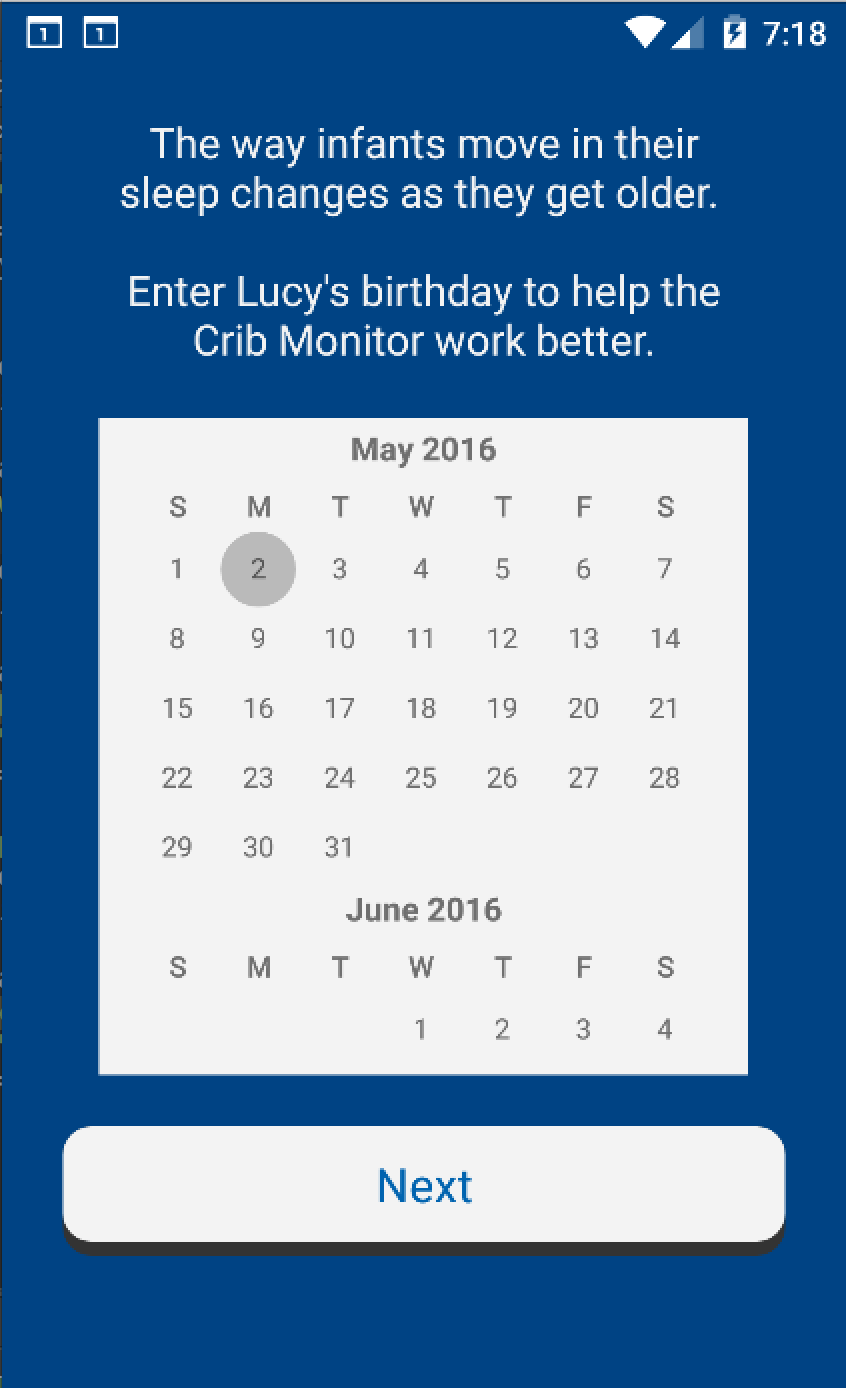 1 1 7:18
The way infants move in their
sleep changes as they get older.
Enter Lucy's birthday to help the
Crib Monitor work better.
May 2016
S M T W T F S
1 2 3 4 5 6 7
8 9 10 11 12 13 14
15 16 17 18 19 20 21
22 23 24 25 26 27 28
29 30 31
June 2016
S M T W T F S
1 2 3 4
Next